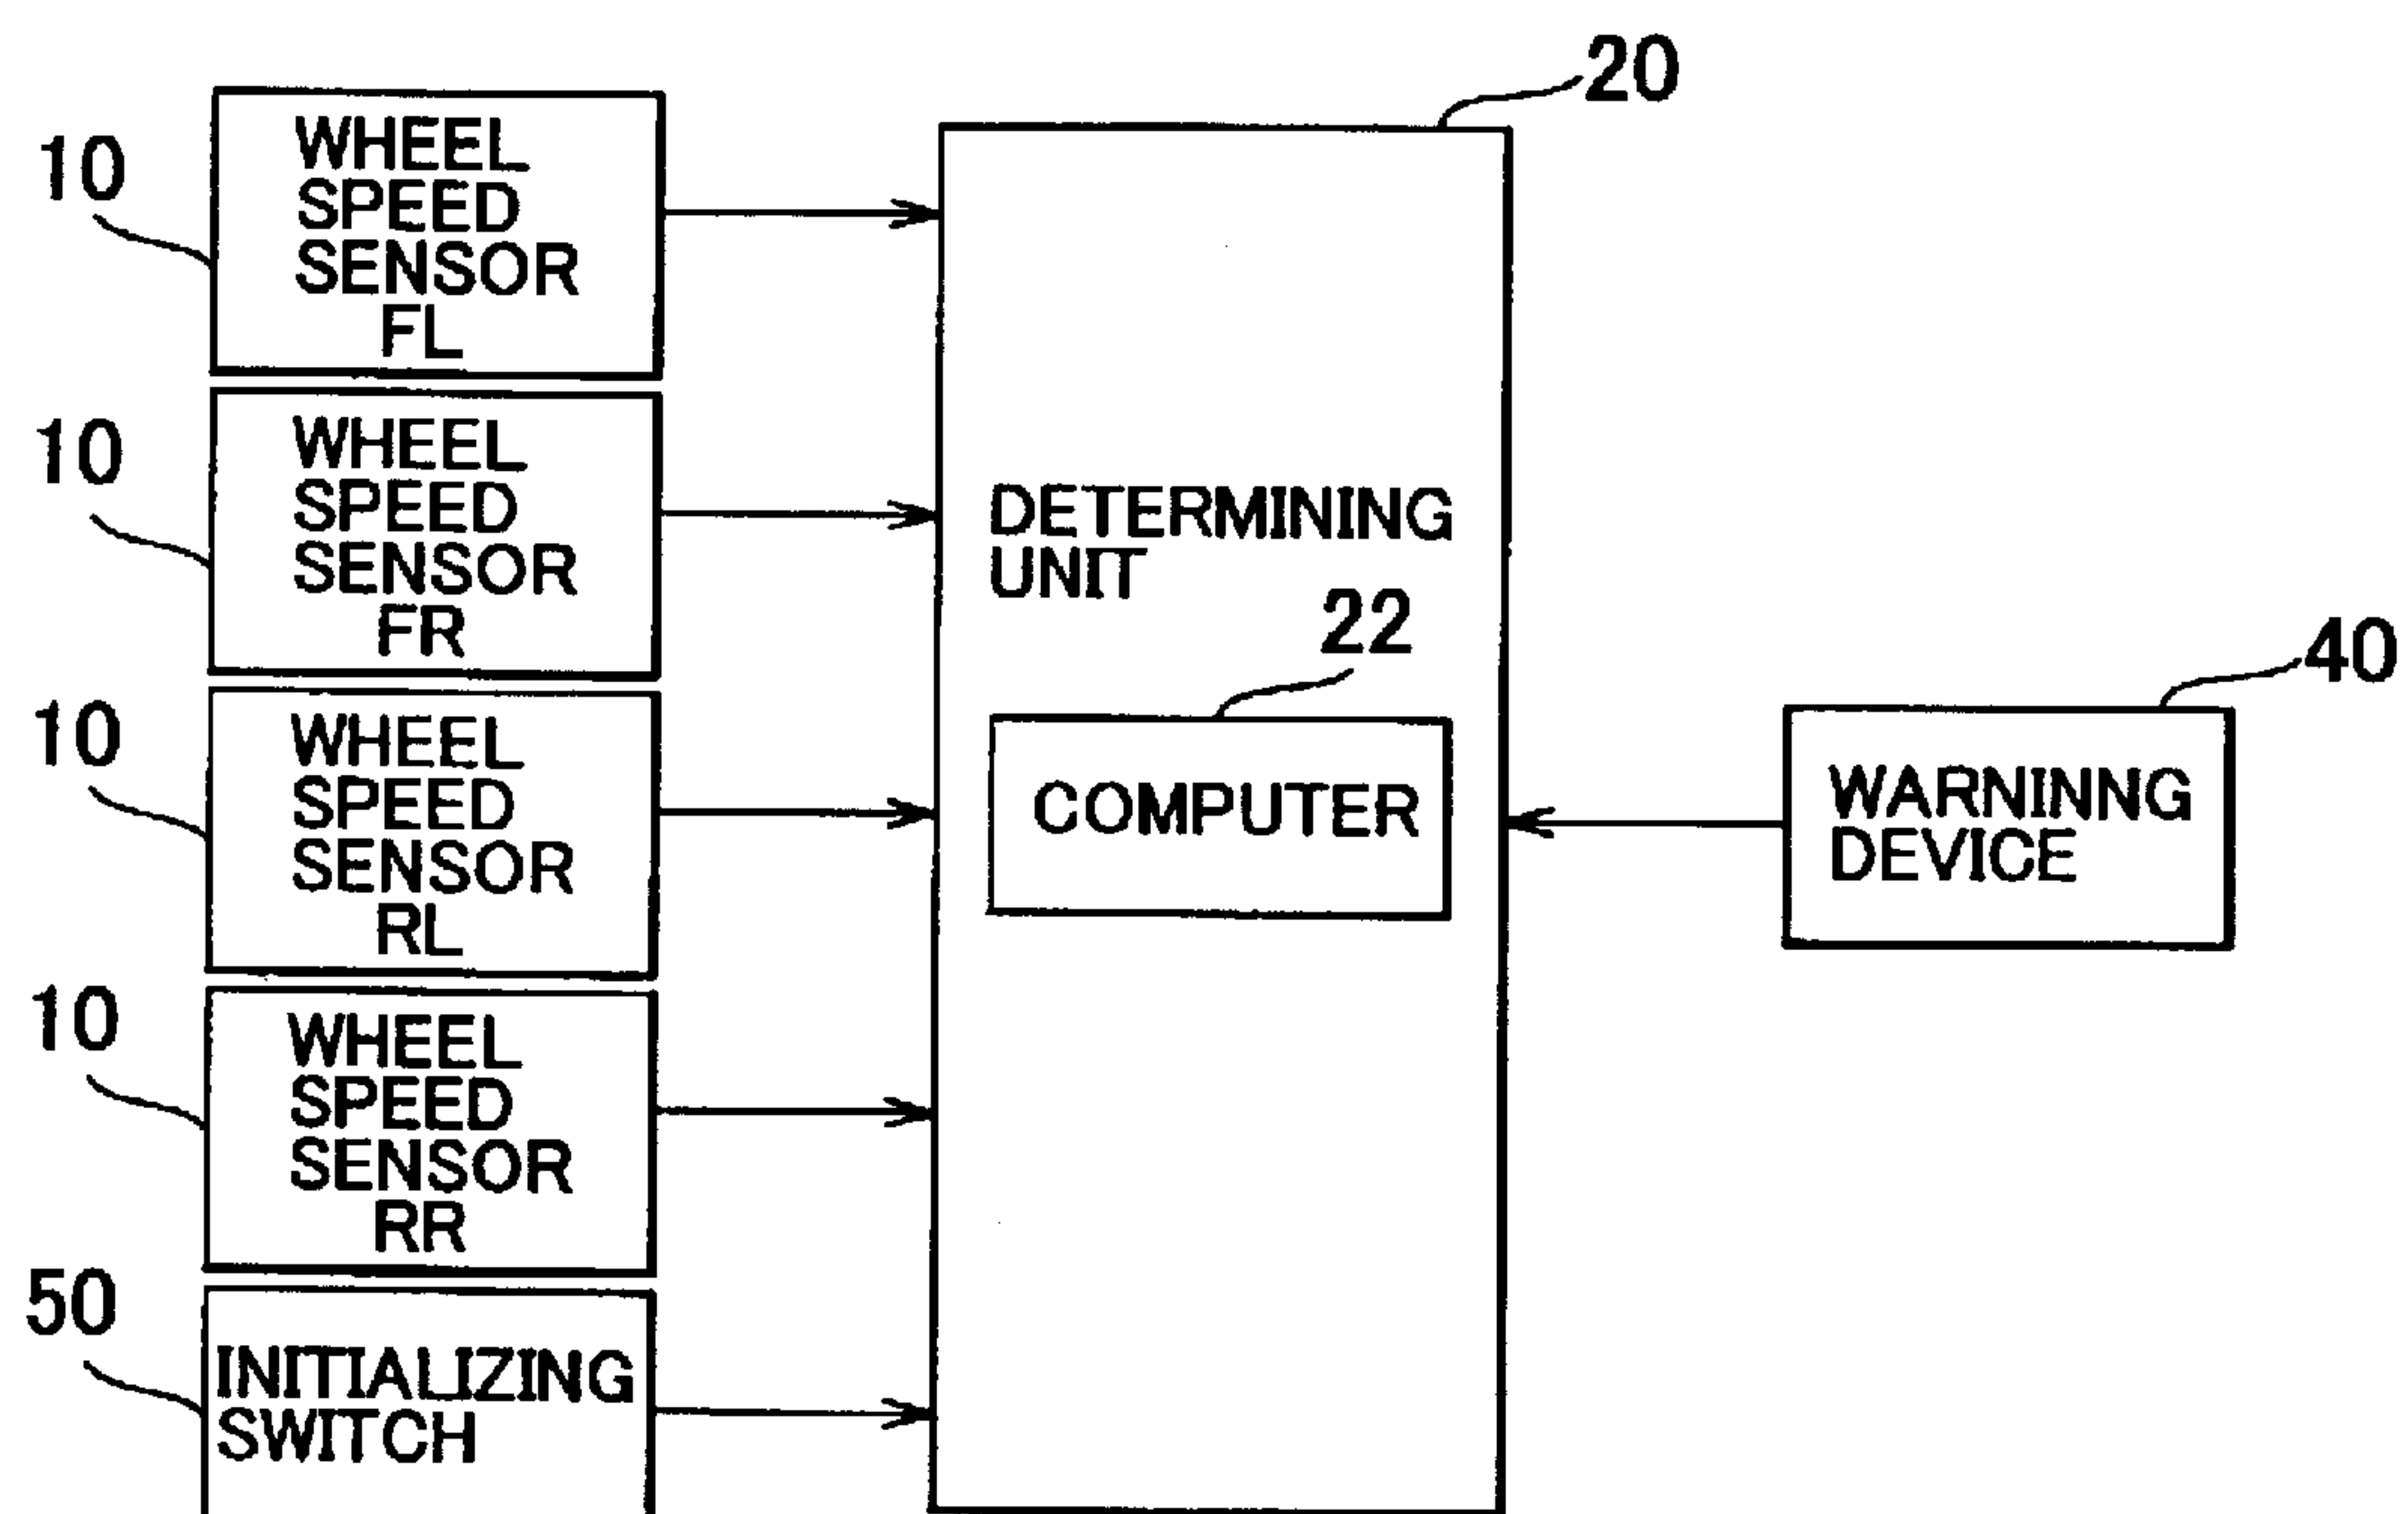 20
10
WHEEL
SPEED
SENSOR
FL
10
WHEEL
SPEED
SENSOR
FR
10
WHEEL
SPEED
SENSOR
RL
10
WHEEL
SPEED
SENSOR
RR
50
INITIALIZING
SWITCH
DETERMINING
UNIT
22
COMPUTER
40
WARNINNG
DEVICE